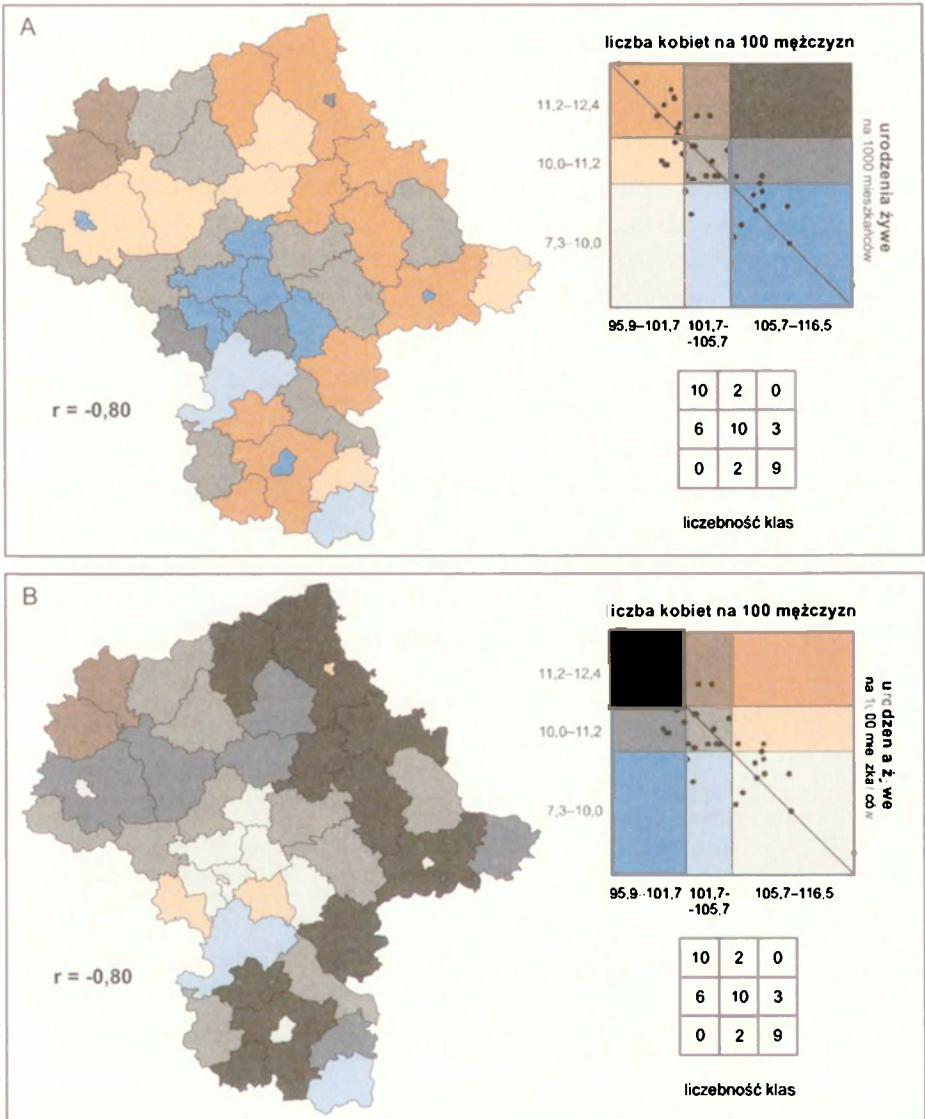 A
liczba kobiet na 100 mężczyzn
11,2–12,4
10,0–11,2
7,3–10,0
urodzenia żywe
na 1000 mieszkańców
95,9–101,7
101,7-
-105,7
105,7–116,5
r = -0,80
10 2 0
6 10 3
0 2 9
liczebność klas
B
liczba kobiet na 100 mężczyzn
11,2–12,4
10,0–11,2
7,3–10,0
95,9–101,7
101,7-
-105,7
105,7–116,5
r = -0,80
10 2 0
6 10 3
0 2 9
liczebność klas